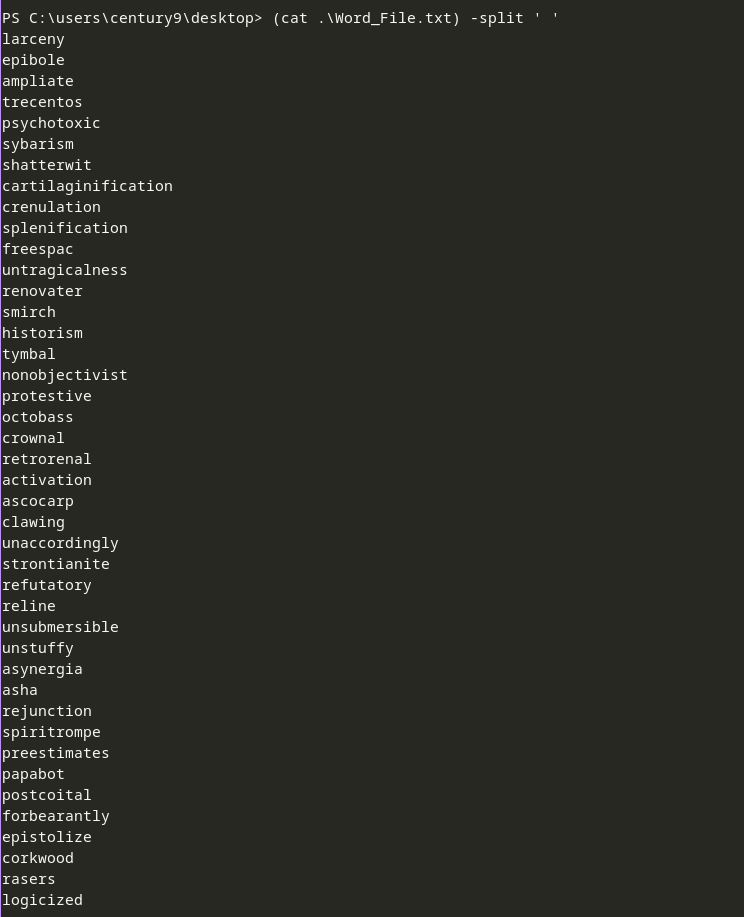 PS C:\users\century9\desktop> (cat .\Word_File.txt) -split ' '
larceny
epibole
ampliate
trecentos
psychotoxic
sybarism
shatterwit
cartilaginification
crenulation
splenification
freespac
untragicalness
renovater
smirch
historism
tymbal
nonobjectivist
protestive
octobass
crownal
retrorenal
activation
ascocarp
clawing
unaccordingly
strontianite
refutatory
reline
unsubmersible
unstuffy
asynergia
asha
rejunction
spiritrompe
preestimates
papabot
postcoital
forbearantly
epistolize
corkwood
rasers
logicized